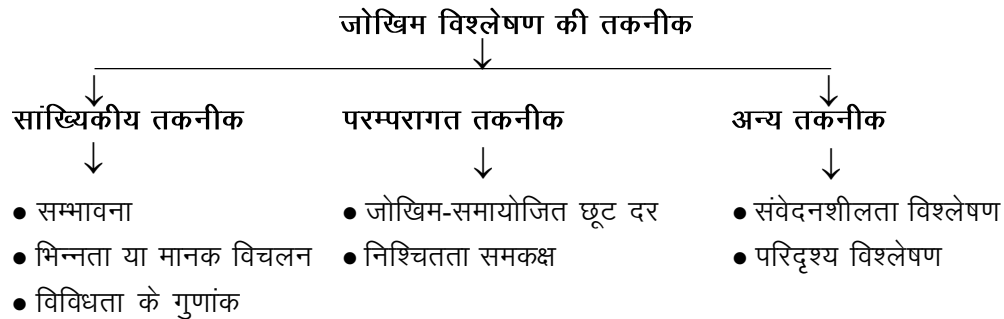 जोखिम विश्लेषण की तकनीक
सांख्यिकीय तकनीक परम्परागत तकनीक अन्य तकनीक
● सम्भावना ● जोखिम-समायोजित छूट दर ● संवेदनशीलता विश्लेषण
● भिन्नता या मानक विचलन ● निश्चितता समकक्ष ● परिदृश्य विश्लेषण
● विविधता के गुणांक